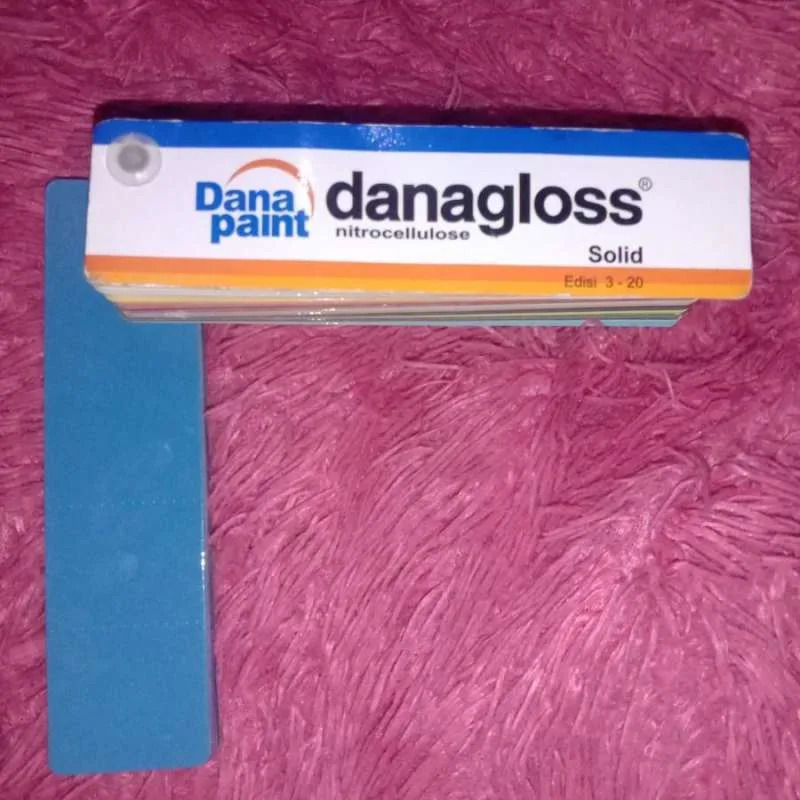 Dana
paint
danagloss®
nitrocellulose
Solid
Edisi 3 - 20